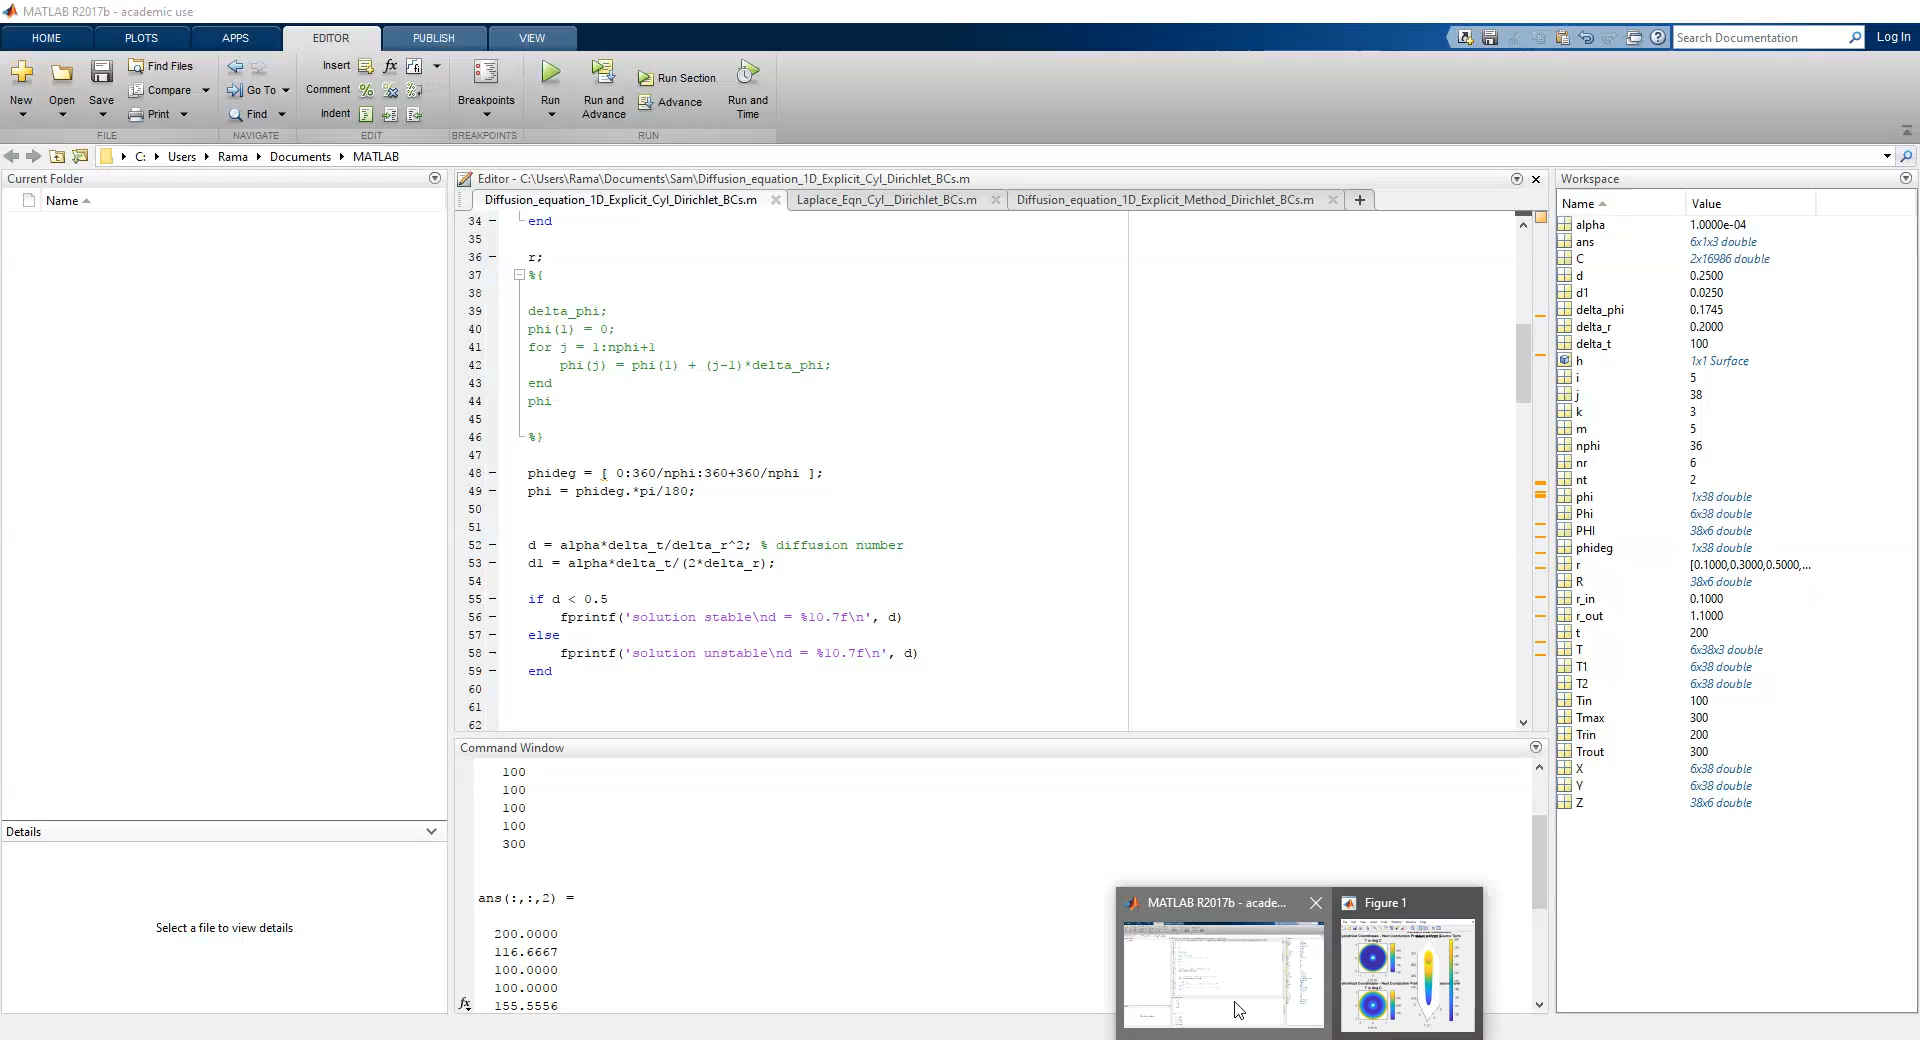 MATLAB R2017b - academic use
HOME PLOTS APPS EDITOR PUBLISH VIEW
Search Documentation
Log In
New
Open
Save
Find Files
Compare
Print
FILE
Go To
Find
NAVIGATE
Insert
fx
Comment
Indent
EDIT
Breakpoints
BREAKPOINTS
Run
Run and Advance
Run Section
Advance
Run and Time
RUN
C: Users Rama Documents MATLAB
Current Folder
Name
Details
Select a file to view details
Editor - C:\Users\Rama\Documents\Sam\Diffusion_equation_1D_Explicit_Cyl_Dirichlet_BCs.m
Diffusion_equation_1D_Explicit_Cyl_Dirichlet_BCs.m
Laplace_Eqn_Cyl__Dirichlet_BCs.m
Diffusion_equation_1D_Explicit_Method_Dirichlet_BCs.m
34 end
35
36 r;
37 %{
38
39 delta_phi;
40 phi(1) = 0;
41 for j = 1:nphi+1
42 phi(j) = phi(1) + (j-1)*delta_phi;
43 end
44 phi
45
46 %}
47
48 phideg = [ 0:360/nphi:360+360/nphi ];
49 phi = phideg.*pi/180;
50
51
52 d = alpha*delta_t/delta_r^2; % diffusion number
53 d1 = alpha*delta_t/(2*delta_r);
54
55 if d < 0.5
56 fprintf('solution stable\nd = %10.7f\n', d)
57 else
58 fprintf('solution unstable\nd = %10.7f\n', d)
59 end
60
61
62
Command Window
100
100
100
100
300
ans(:,:,2) =
200.0000
116.6667
100.0000
100.0000
155.5556
fx
Workspace
Name Value
alpha 1.0000e-04
ans 6x1x3 double
C 2x16986 double
d 0.2500
d1 0.0250
delta_phi 0.1745
delta_r 0.2000
delta_t 100
h 1x1 Surface
i 5
j 38
k 3
m 5
nphi 36
nr 6
nt 2
phi 1x38 double
Phi 6x38 double
PHI 38x6 double
phideg 1x38 double
r [0.1000,0.3000,0.5000,...
R 38x6 double
r_in 0.1000
r_out 1.1000
t 200
T 6x38x3 double
T1 6x38 double
T2 6x38 double
Tin 100
Tmax 300
Trin 200
Trout 300
X 6x38 double
Y 6x38 double
Z 38x6 double
MATLAB R2017b - acade...
Figure 1